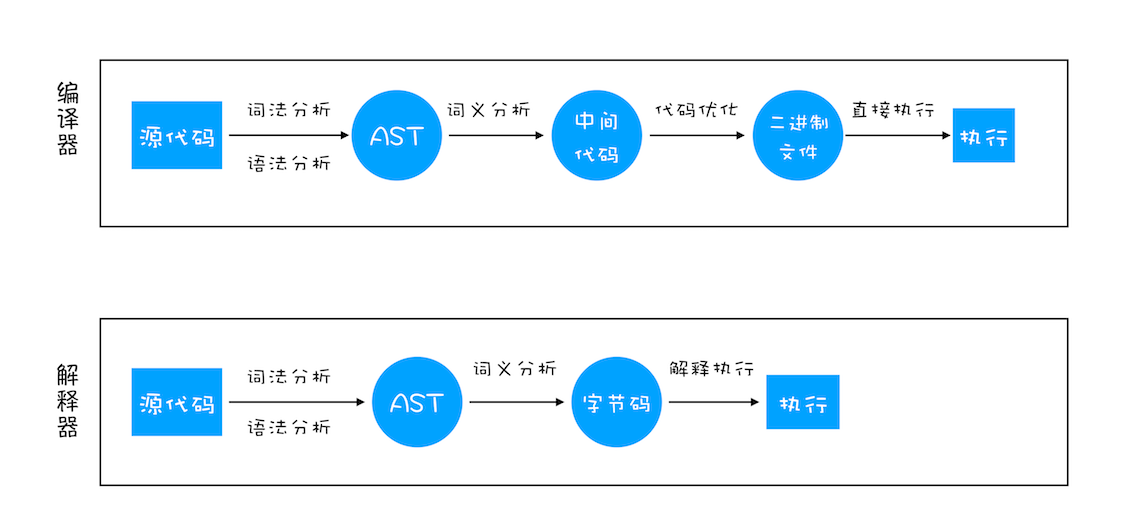 编译器
源代码
词法分析
语法分析
AST
词义分析
中间
代码
代码优化
二进制
文件
直接执行
执行
解释器
源代码
词法分析
语法分析
AST
词义分析
字节码
解释执行
执行